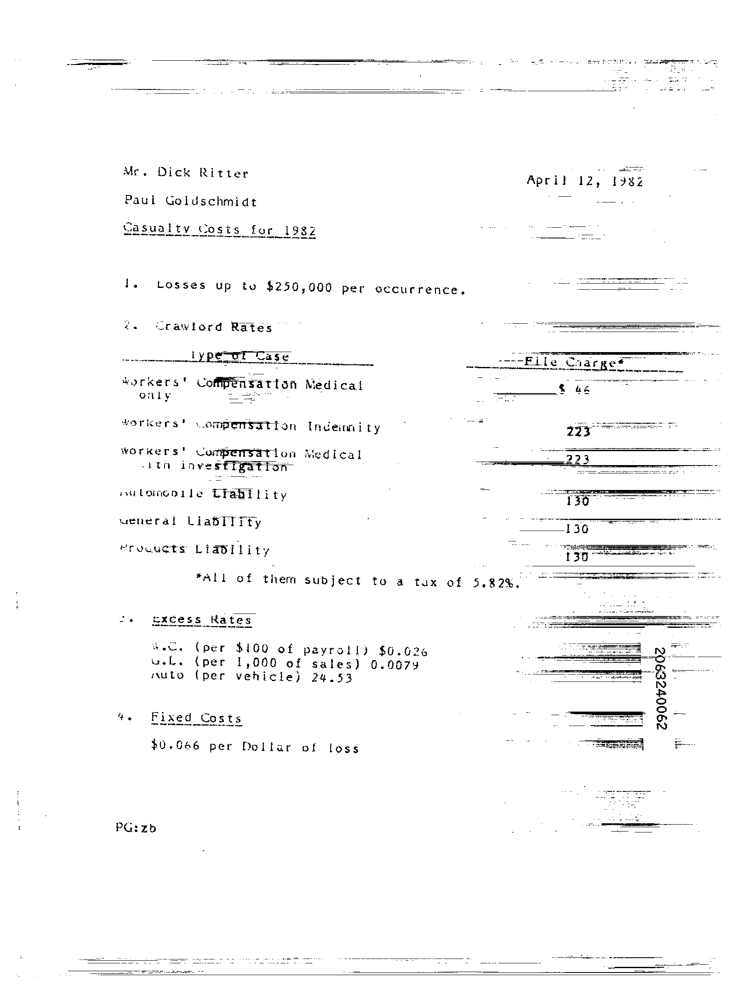 Mr. Dick Ritter
April 12, 1982
Paul Goldschmidt
Casualty Costs for 1982
1. Losses up to $250,000 per occurrence.
2. Crawford Rates
Type of Case File Charge*
Workers' Compensation Medical only $ 46
Workers' Compensation Indemnity 223
Workers' Compensation Medical
with investigation 223
Automobile Liability 130
General Liability 130
Products Liability 130
*All of them subject to a tax of 5.82%.
3. Excess Rates
W.C. (per $100 of payroll) $0.026
G.L. (per 1,000 of sales) 0.0079
Auto (per vehicle) 24.53
4. Fixed Costs
$0.066 per Dollar of loss
2063240062
PG:zb